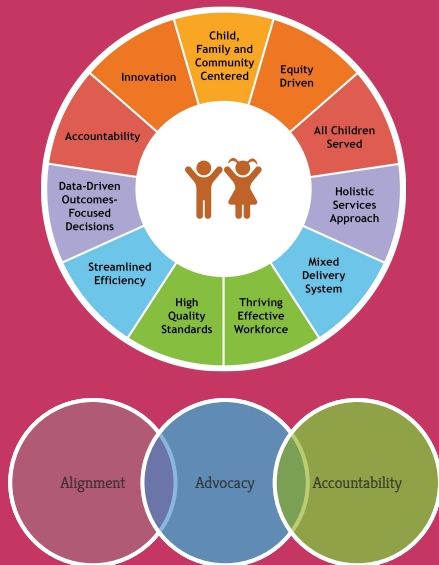 Child,
Family and
Community
Centered
Equity
Driven
All Children
Served
Holistic
Services
Approach
Mixed
Delivery
System
Thriving
Effective
Workforce
High
Quality
Standards
Streamlined
Efficiency
Data-Driven
Outcomes-
Focused
Decisions
Accountability
Innovation
Alignment
Advocacy
Accountability